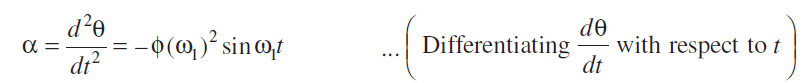 α = d²θ/dt² = −ϕ(ω₁)² sin ω₁t ... (Differentiating dθ/dt with respect to t)